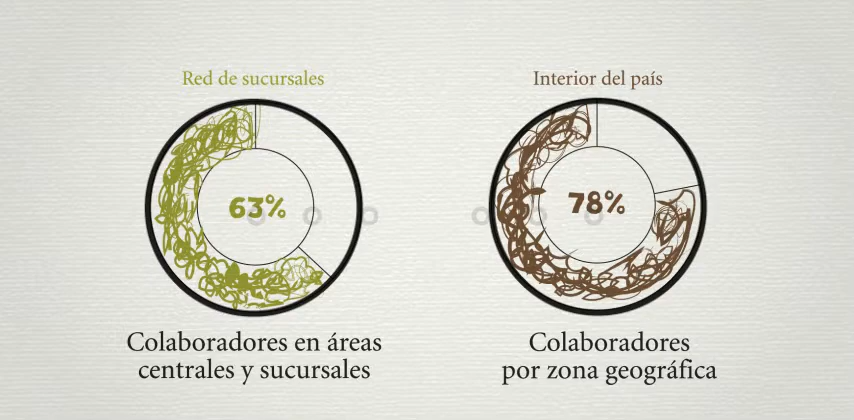 Red de sucursales
63%
Colaboradores en áreas
centrales y sucursales
Interior del país
78%
Colaboradores
por zona geográfica